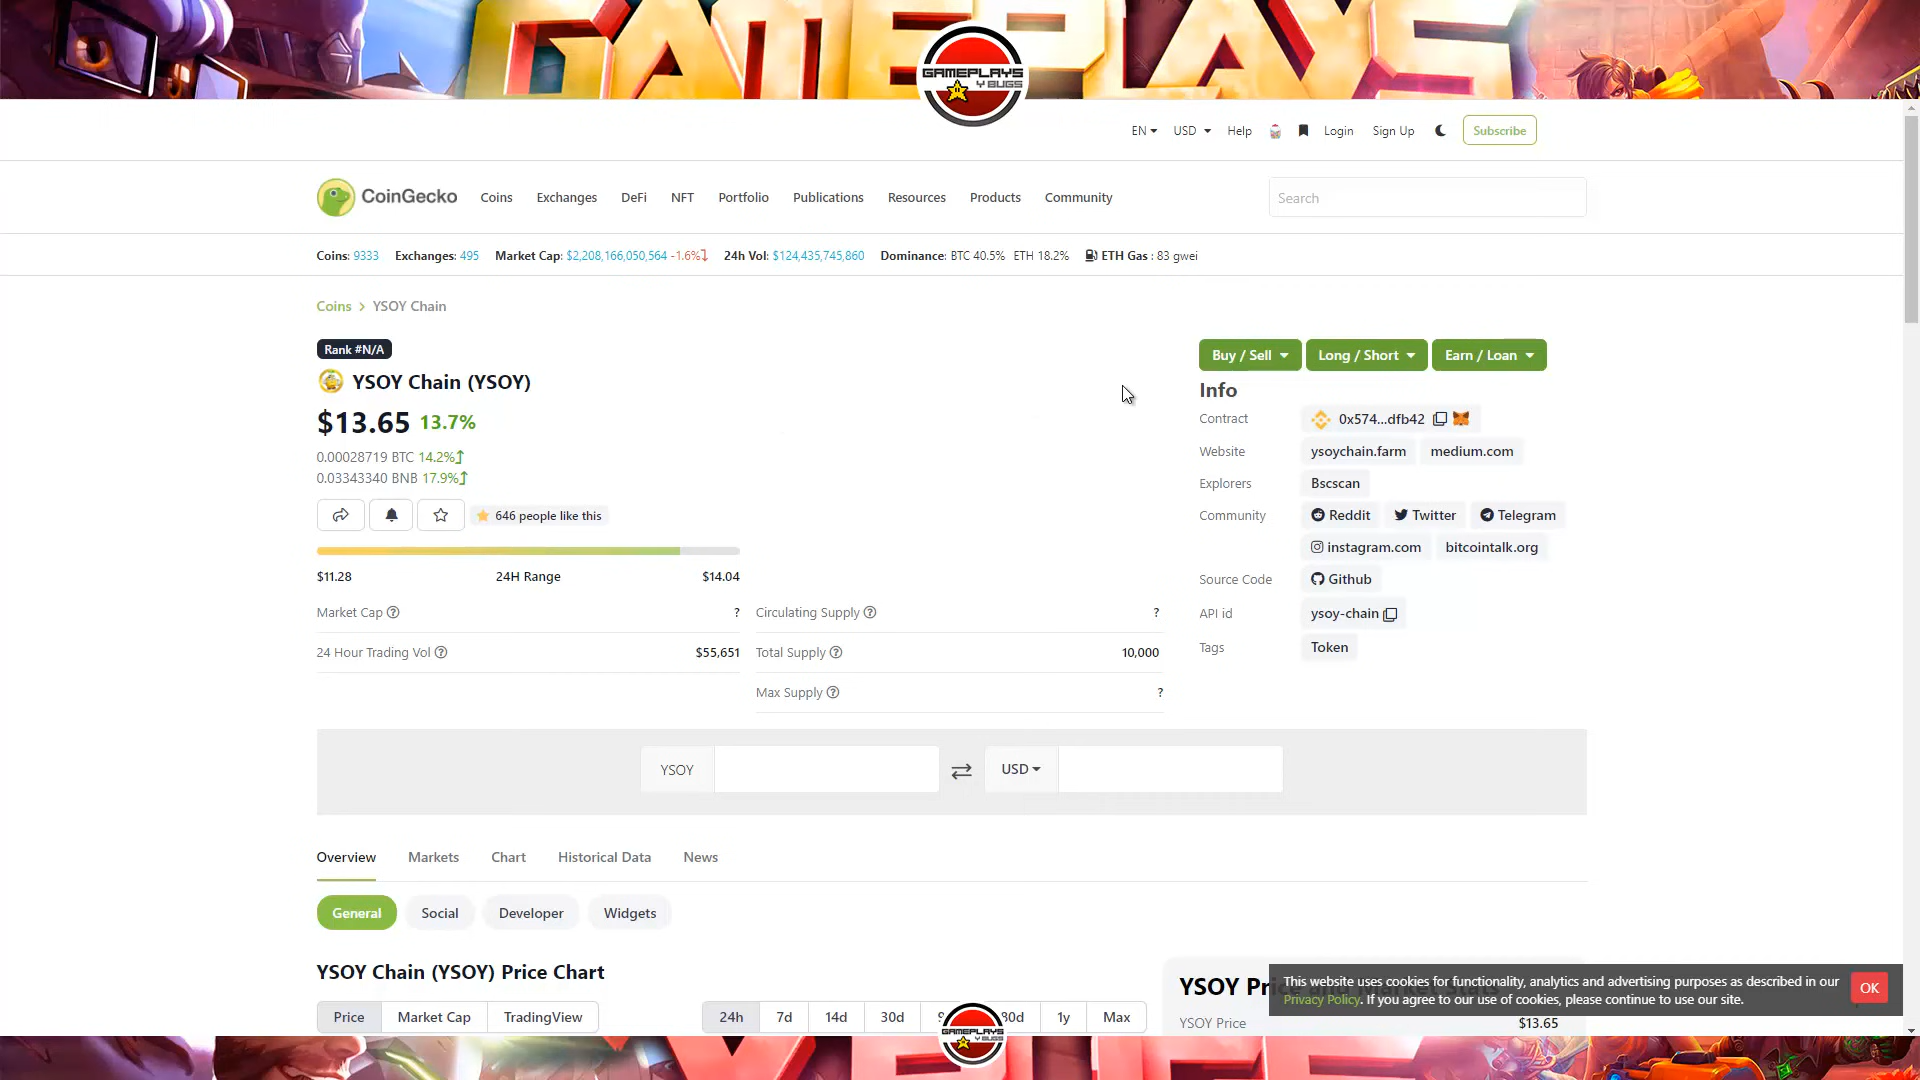 GAMEPLAYS
GAMEPLAYS
Y BUGS
EN USD Help Login Sign Up Subscribe
CoinGecko Coins Exchanges DeFi NFT Portfolio Publications Resources Products Community Search
Coins: 9333 Exchanges: 495 Market Cap: $2,208,166,050,564 -1.6% 24h Vol: $124,435,745,860 Dominance: BTC 40.5% ETH 18.2% ETH Gas : 83 gwei
Coins > YSOY Chain
Rank #N/A
YSOY Chain (YSOY)
$13.65 13.7%
0.00028719 BTC 14.2%
0.03343340 BNB 17.9%
646 people like this
$11.28 24H Range $14.04
Market Cap ? ?
24 Hour Trading Vol ? $55,651
Circulating Supply ? ?
Total Supply ? 10,000
Max Supply ? ?
Buy / Sell Long / Short Earn / Loan
Info
Contract 0x574...dfb42
Website ysoychain.farm medium.com
Explorers Bscscan
Community Reddit Twitter Telegram
instagram.com bitcointalk.org
Source Code Github
API id ysoy-chain
Tags Token
YSOY USD
Overview Markets Chart Historical Data News
General Social Developer Widgets
YSOY Chain (YSOY) Price Chart
Price Market Cap TradingView 24h 7d 14d 30d 1y Max
YSOY Price and Market Stats
YSOY Price $13.65
This website uses cookies for functionality, analytics and advertising purposes as described in our
Privacy Policy. If you agree to our use of cookies, please continue to use our site.
OK
GAMEPLAYS
Y BUGS